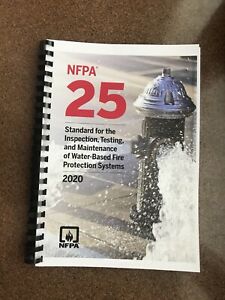 NFPA®
25
Standard for the
Inspection, Testing,
and Maintenance
of Water-Based Fire
Protection Systems
2020
NFPA